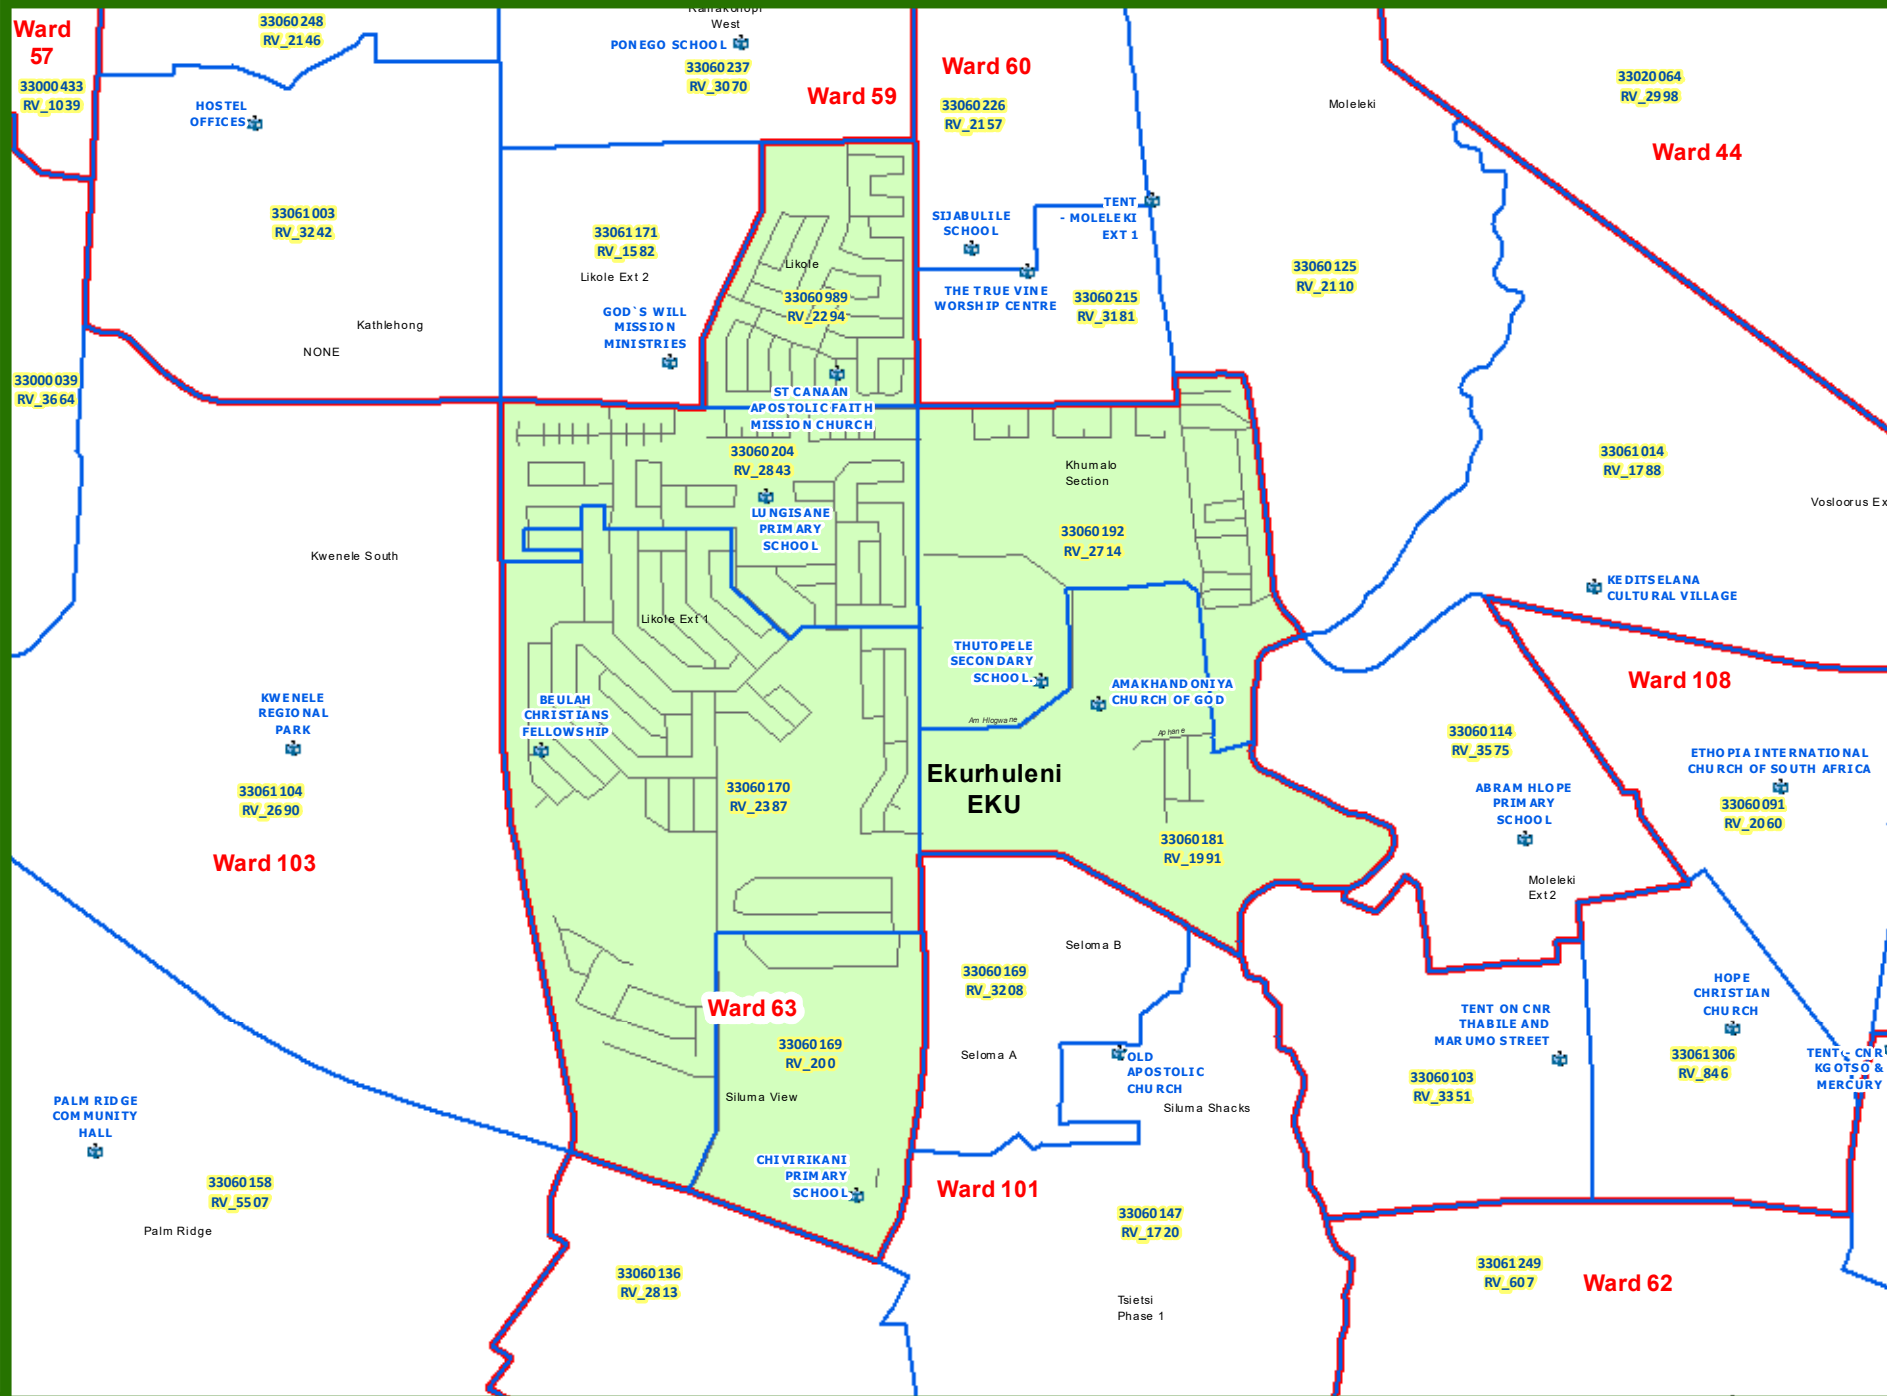 Ward
57
33000433
RV_1039
33060248
RV_2146
HOSTEL
OFFICES
West
PONEGO SCHOOL
33060237
RV_3070
Ward 59
Ward 60
33060226
RV_2157
Moleleki
33020064
RV_2998
Ward 44
33061003
RV_3242
Kathlehong
NONE
33061171
RV_1582
Likole Ext 2
GOD`S WILL
MISSION
MINISTRIES
Likole
33060989
RV_2294
ST CANAAN
APOSTOLIC FAITH
MISSION CHURCH
SIJABULILE
SCHOOL
TENT
- MOLELEKI
EXT 1
THE TRUE VINE
WORSHIP CENTRE
33060215
RV_3181
33060125
RV_2110
33000039
RV_3664
33060204
RV_2843
LUNGISANE
PRIMARY
SCHOOL
Khumalo
Section
33060192
RV_2714
33061014
RV_1788
Vosloorus Ex
Kwenele South
KEDITSELANA
CULTURAL VILLAGE
Likole Ext 1
THUTOPELE
SECONDARY
SCHOOL.
AMAKHANDONIYA
CHURCH OF GOD
Am Hlogwane
Aphane
Ward 108
KWENELE
REGIONAL
PARK
33061104
RV_2690
Ward 103
BEULAH
CHRISTIANS
FELLOWSHIP
33060170
RV_2387
Ekurhuleni
EKU
33060181
RV_1991
33060114
RV_3575
ABRAM HLOPE
PRIMARY
SCHOOL
ETHOPIA INTERNATIONAL
CHURCH OF SOUTH AFRICA
33060091
RV_2060
Moleleki
Ext2
Seloma B
33060169
RV_3208
Seloma A
Ward 63
33060169
RV_200
Siluma View
OLD
APOSTOLIC
CHURCH
Siluma Shacks
TENT ON CNR
THABILE AND
MARUMO STREET
33060103
RV_3351
HOPE
CHRISTIAN
CHURCH
33061306
RV_846
TENT - CNR
KGOTSO &
MERCURY
PALM RIDGE
COMMUNITY
HALL
33060158
RV_5507
Palm Ridge
CHIVIRIKANI
PRIMARY
SCHOOL
Ward 101
33060147
RV_1720
33060136
RV_2813
Tsietsi
Phase 1
33061249
RV_607
Ward 62